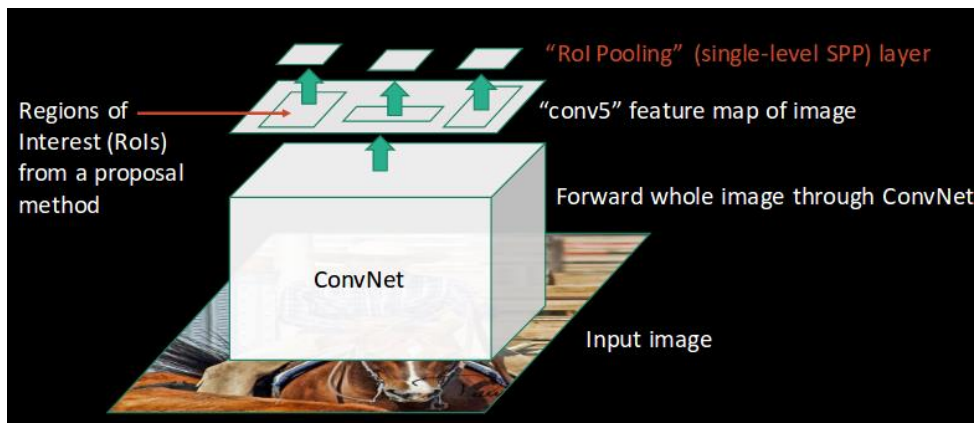 “RoI Pooling” (single-level SPP) layer
Regions of
Interest (RoIs)
from a proposal
method
“conv5” feature map of image
Forward whole image through ConvNet
ConvNet
Input image